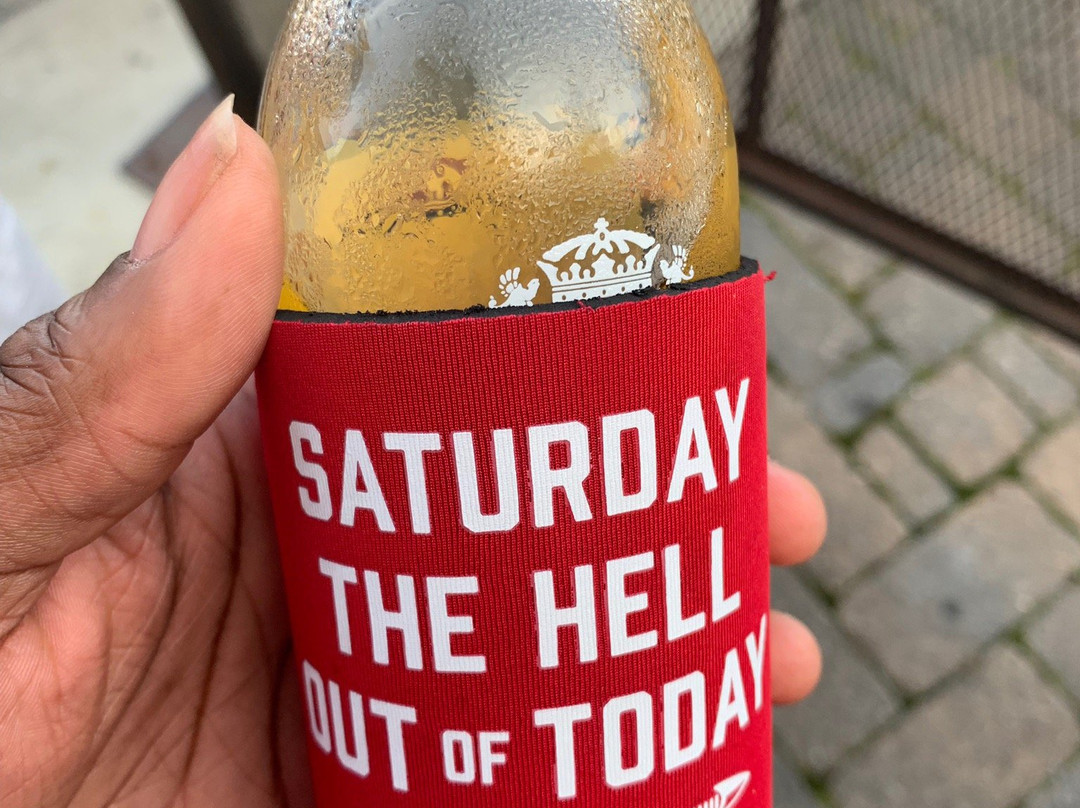 SATURDAY
THE HELL
OUT OF TODAY